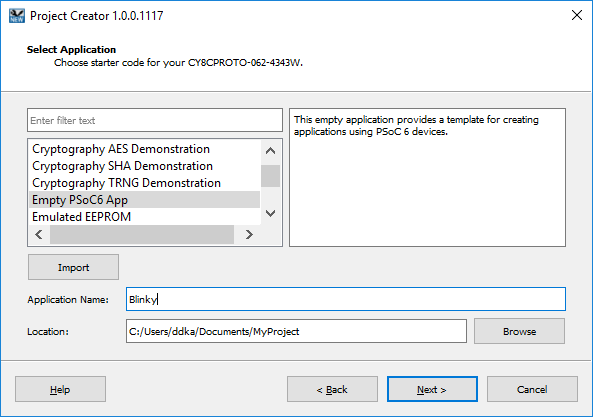 NEW Project Creator 1.0.0.1117
Select Application
Choose starter code for your CY8CPROTO-062-4343W.
Enter filter text
Cryptography AES Demonstration
Cryptography SHA Demonstration
Cryptography TRNG Demonstration
Empty PSoC6 App
Emulated EEPROM
This empty application provides a template for creating
applications using PSoC 6 devices.
Import
Application Name: Blinky
Location: C:/Users/ddka/Documents/MyProject Browse
Help < Back Next > Cancel